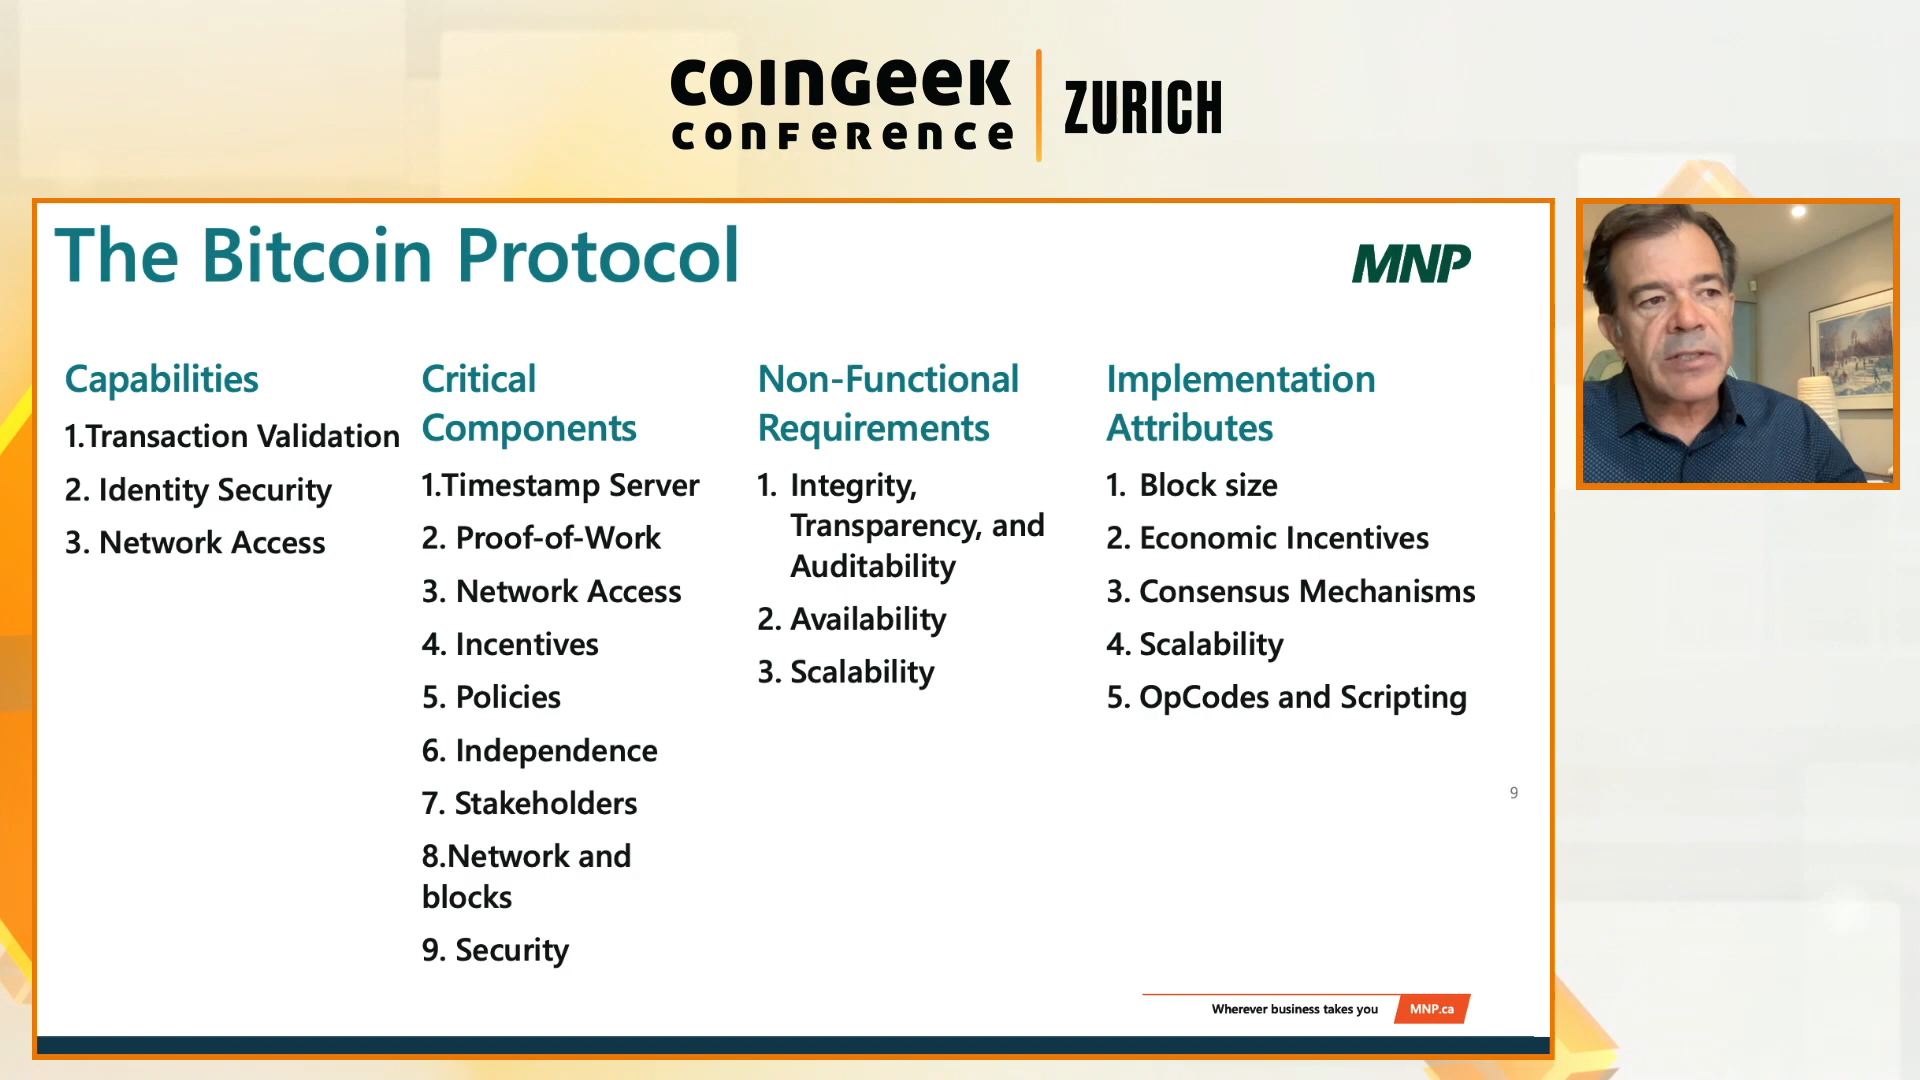 COINGEEK
CONFERENCE
ZURICH
The Bitcoin Protocol
MNP
Capabilities
1.Transaction Validation
2. Identity Security
3. Network Access
Critical
Components
1.Timestamp Server
2. Proof-of-Work
3. Network Access
4. Incentives
5. Policies
6. Independence
7. Stakeholders
8.Network and
blocks
9. Security
Non-Functional
Requirements
1. Integrity,
Transparency, and
Auditability
2. Availability
3. Scalability
Implementation
Attributes
1. Block size
2. Economic Incentives
3. Consensus Mechanisms
4. Scalability
5. OpCodes and Scripting
9
Wherever business takes you
MNP.ca